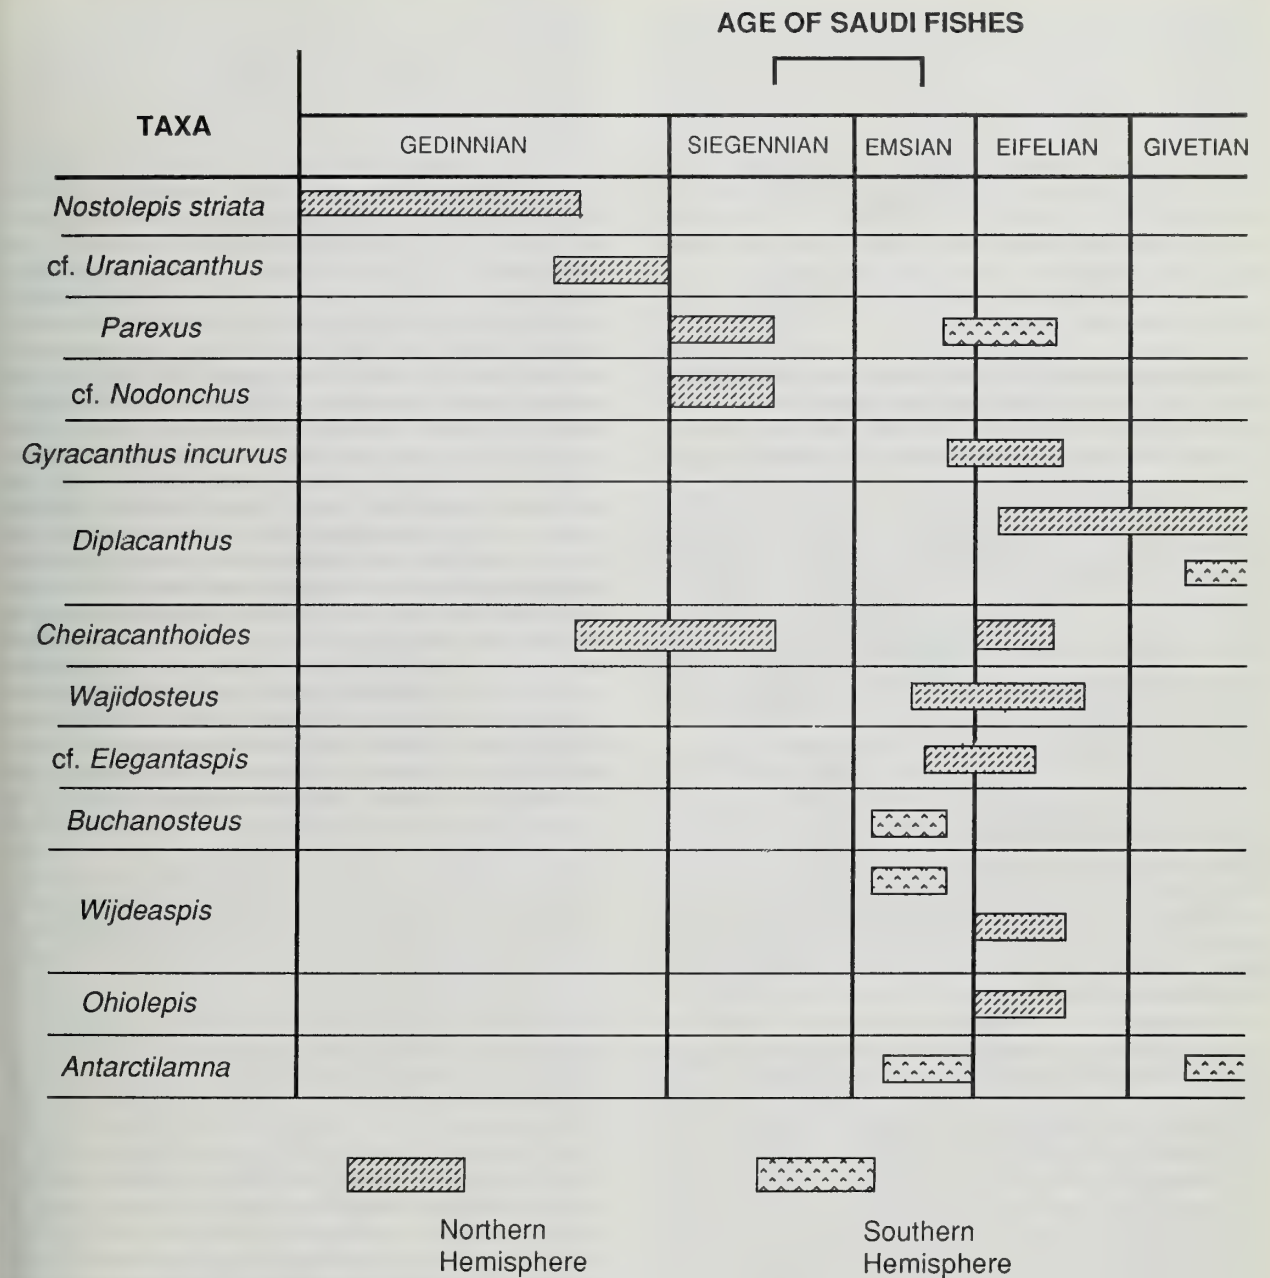 AGE OF SAUDI FISHES
TAXA
GEDINNIAN
SIEGENNIAN
EMSIAN
EIFELIAN
GIVETIAN
Nostolepis striata
cf. Uraniacanthus
Parexus
cf. Nodonchus
Gyracanthus incurvus
Diplacanthus
Cheiracanthoides
Wajidosteus
cf. Elegantaspis
Buchanosteus
Wijdeaspis
Ohiolepis
Antarctilamna
Northern
Hemisphere
Southern
Hemisphere